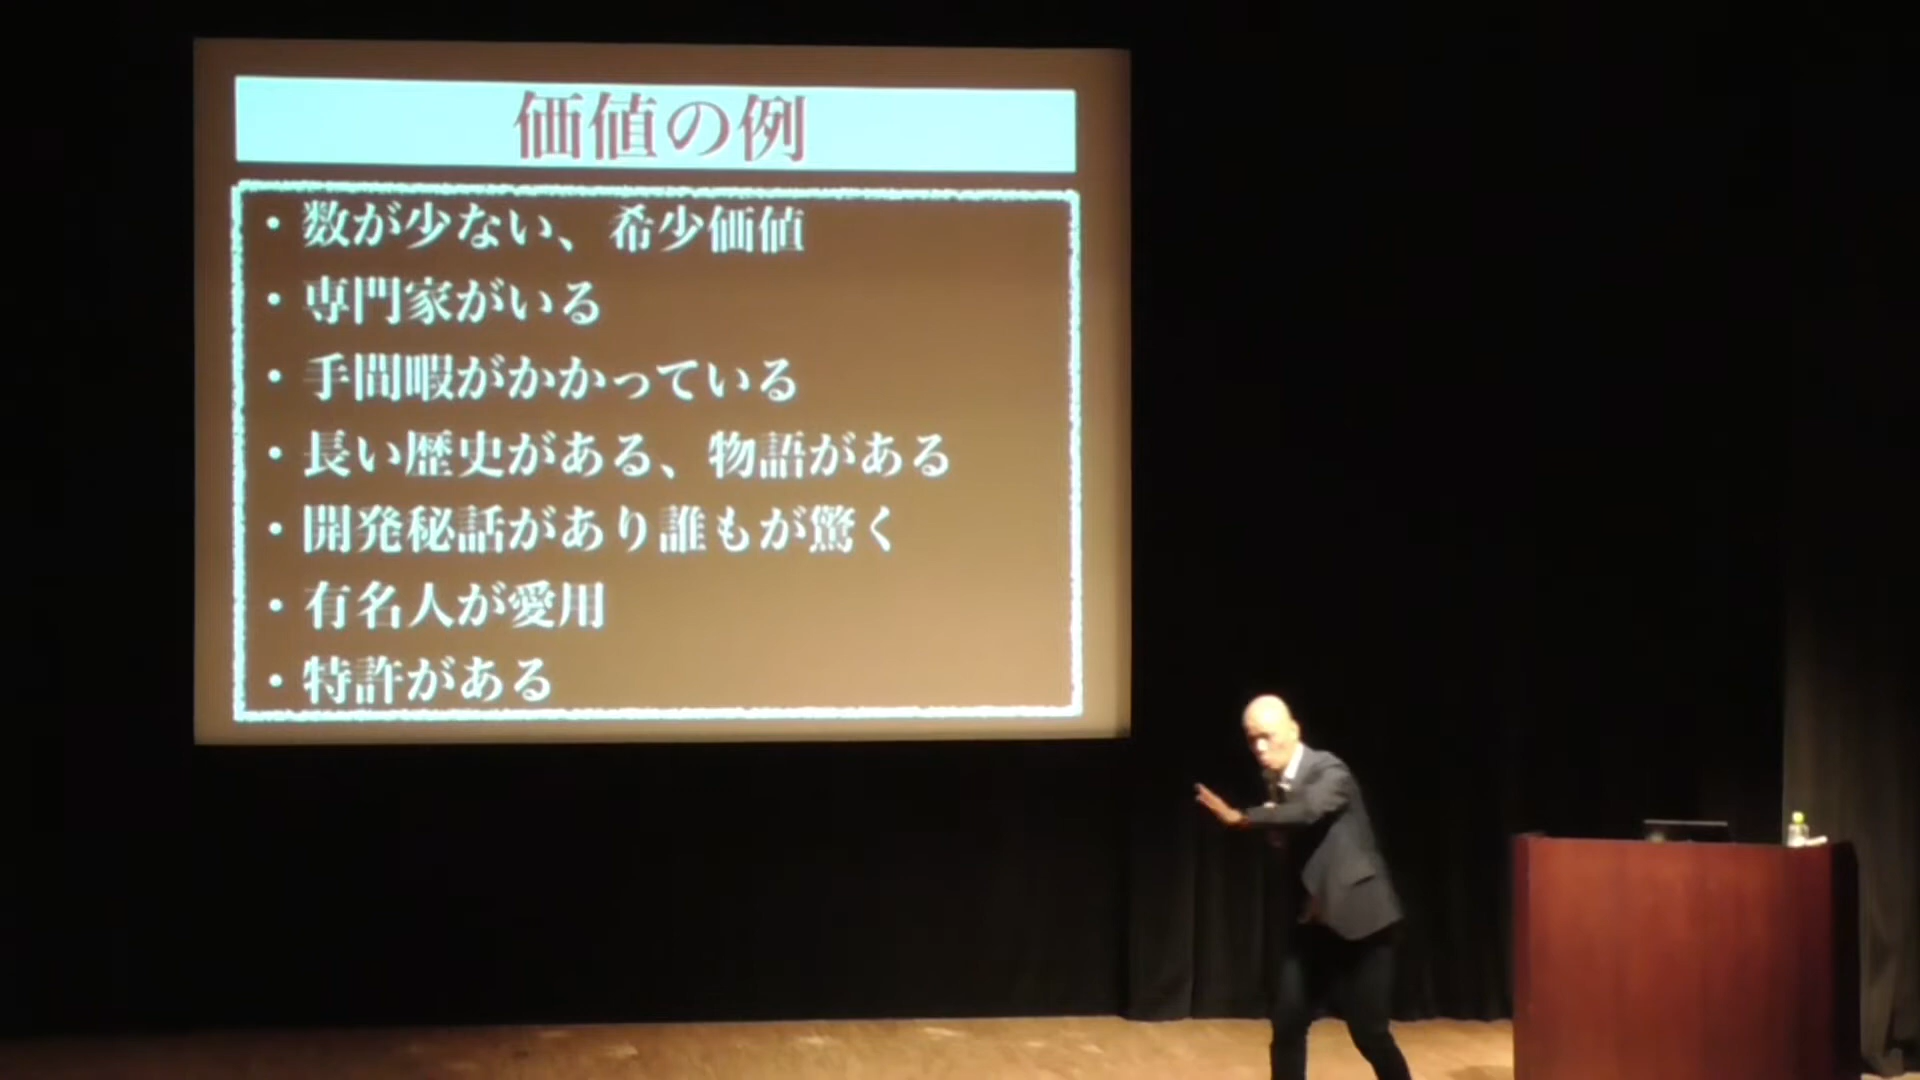 価値の例
・数が少ない、希少価値
・専門家がいる
・手間暇がかかっている
・長い歴史がある、物語がある
・開発秘話があり誰もが驚く
・有名人が愛用
・特許がある